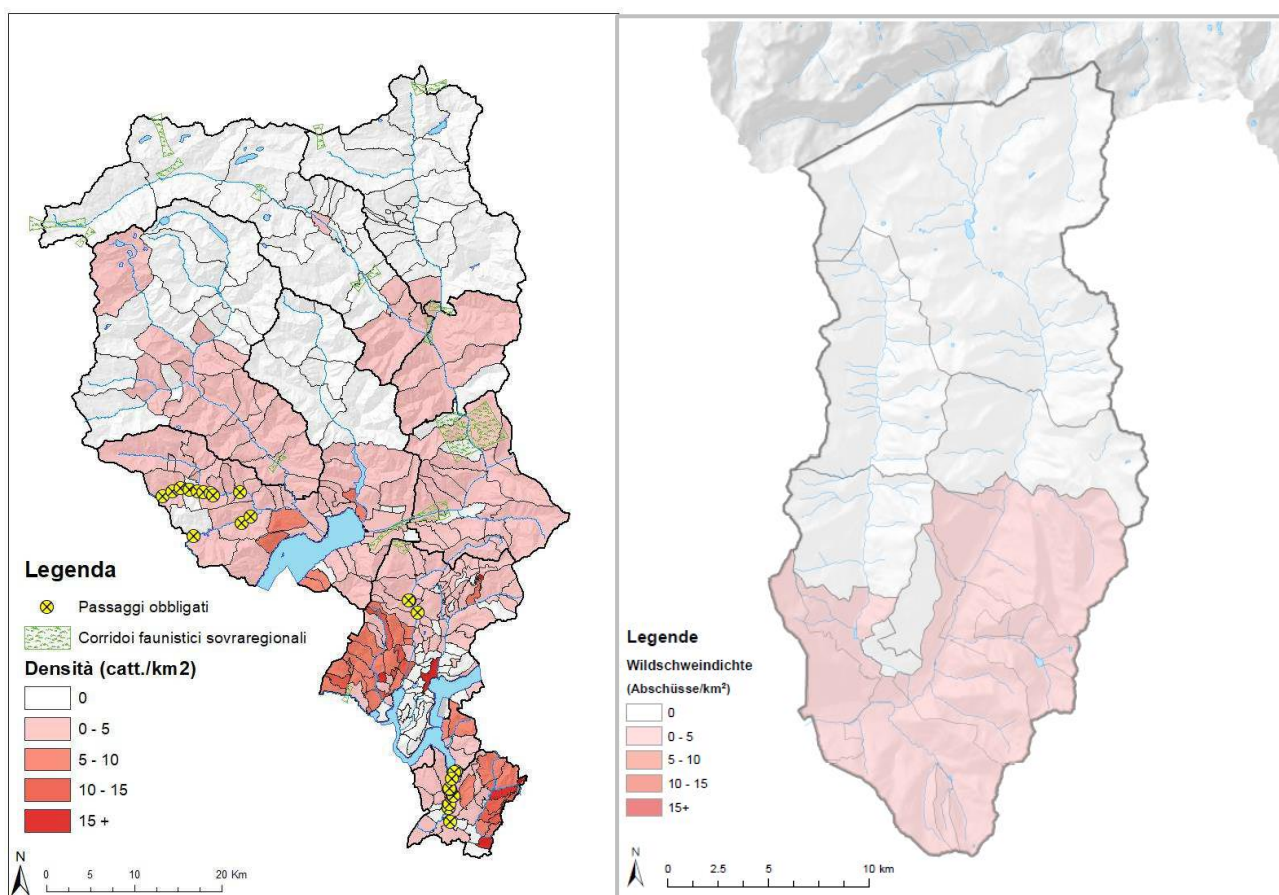 Legenda
Passaggi obbligati
Corridoi faunistici sovraregionali
Densità (catt./km2)
0
0 - 5
5 - 10
10 - 15
15 +
N
0 5 10 20 Km
Legende
Wildschweindichte
(Abschüsse/km²)
0
0 - 5
5 - 10
10 - 15
15+
N
0 2.5 5 10 km